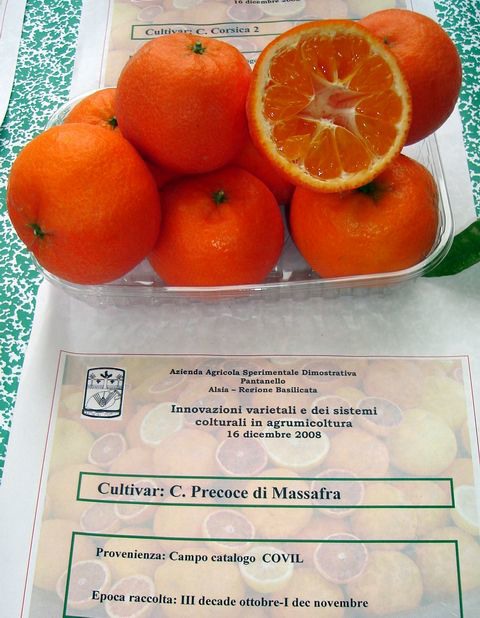 16 dicembre 2008
Cultivar: C. Corsica 2
Azienda Agricola Sperimentale Dimostrativa
Pantanello
Alsia – Regione Basilicata
Innovazioni varietali e dei sistemi
colturali in agrumicoltura
16 dicembre 2008
Cultivar: C. Precoce di Massafra
Provenienza: Campo catalogo COVIL
Epoca raccolta: III decade ottobre-I dec novembre